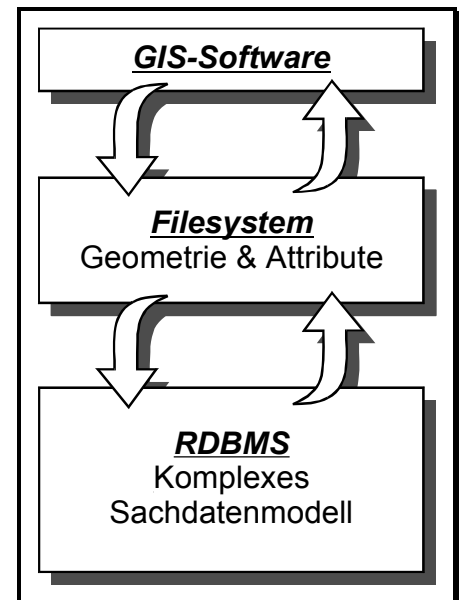 GIS-Software
Filesystem
Geometrie & Attribute
RDBMS
Komplexes
Sachdatenmodell